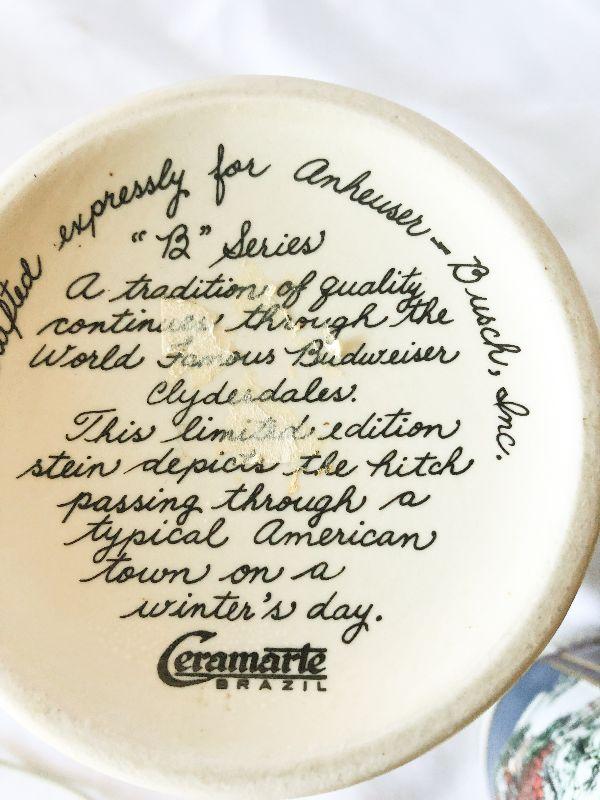 expressly for Anheuser-Busch, Inc.
"B" Series
A tradition of quality
continues through the
World Famous Budweiser
Clydesdales.
This limited edition
stein depicts the hitch
passing through a
typical American
town on a
winter's day.
Ceramarte
BRAZIL